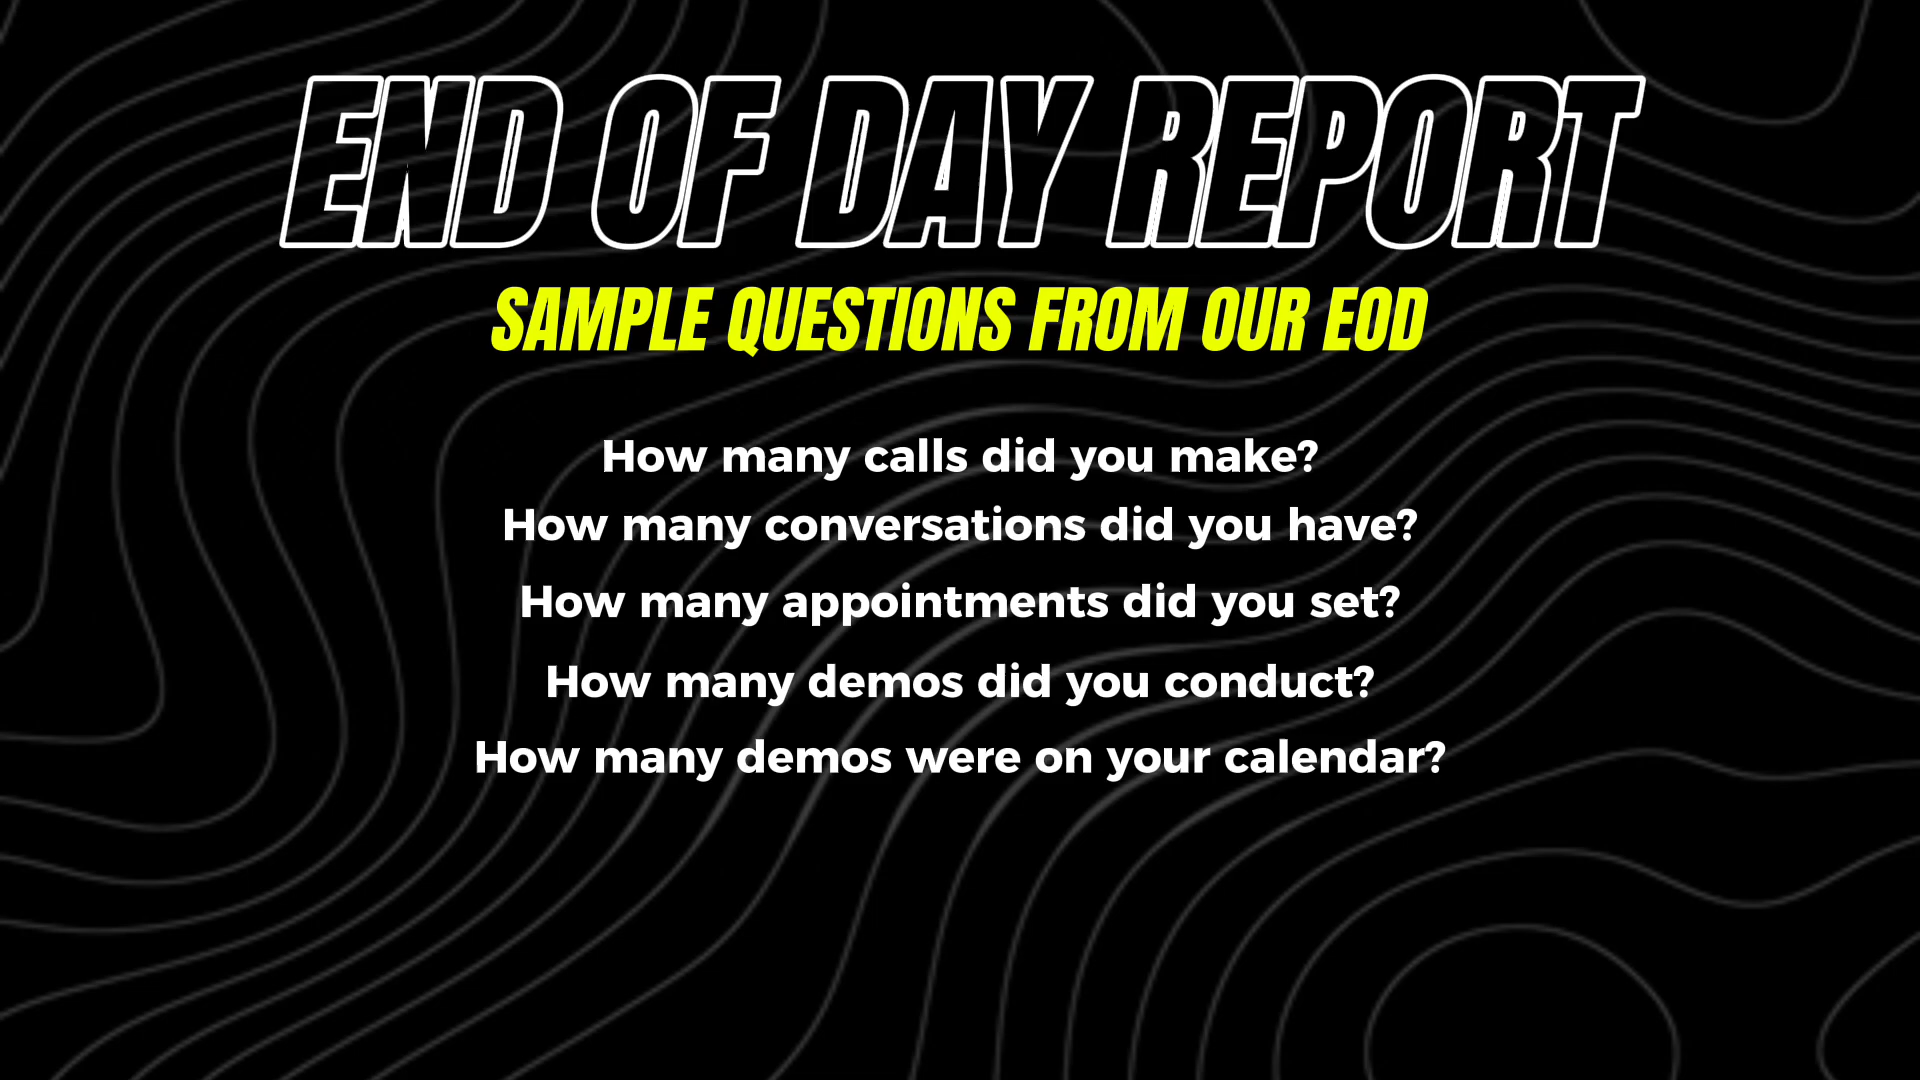 END OF DAY REPORT
SAMPLE QUESTIONS FROM OUR EOD
How many calls did you make?
How many conversations did you have?
How many appointments did you set?
How many demos did you conduct?
How many demos were on your calendar?